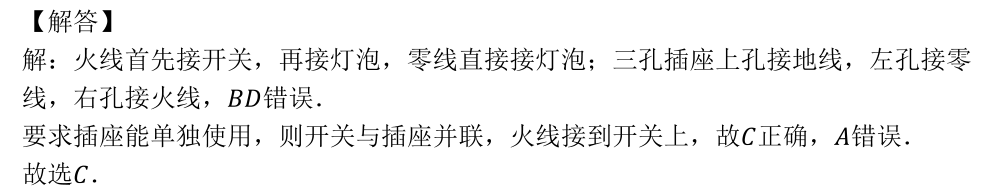 【解答】
解：火线首先接开关，再接灯泡，零线直接接灯泡；三孔插座上孔接地线，左孔接零
线，右孔接火线，BD错误．
要求插座能单独使用，则开关与插座并联，火线接到开关上，故C正确，A错误．
故选C．